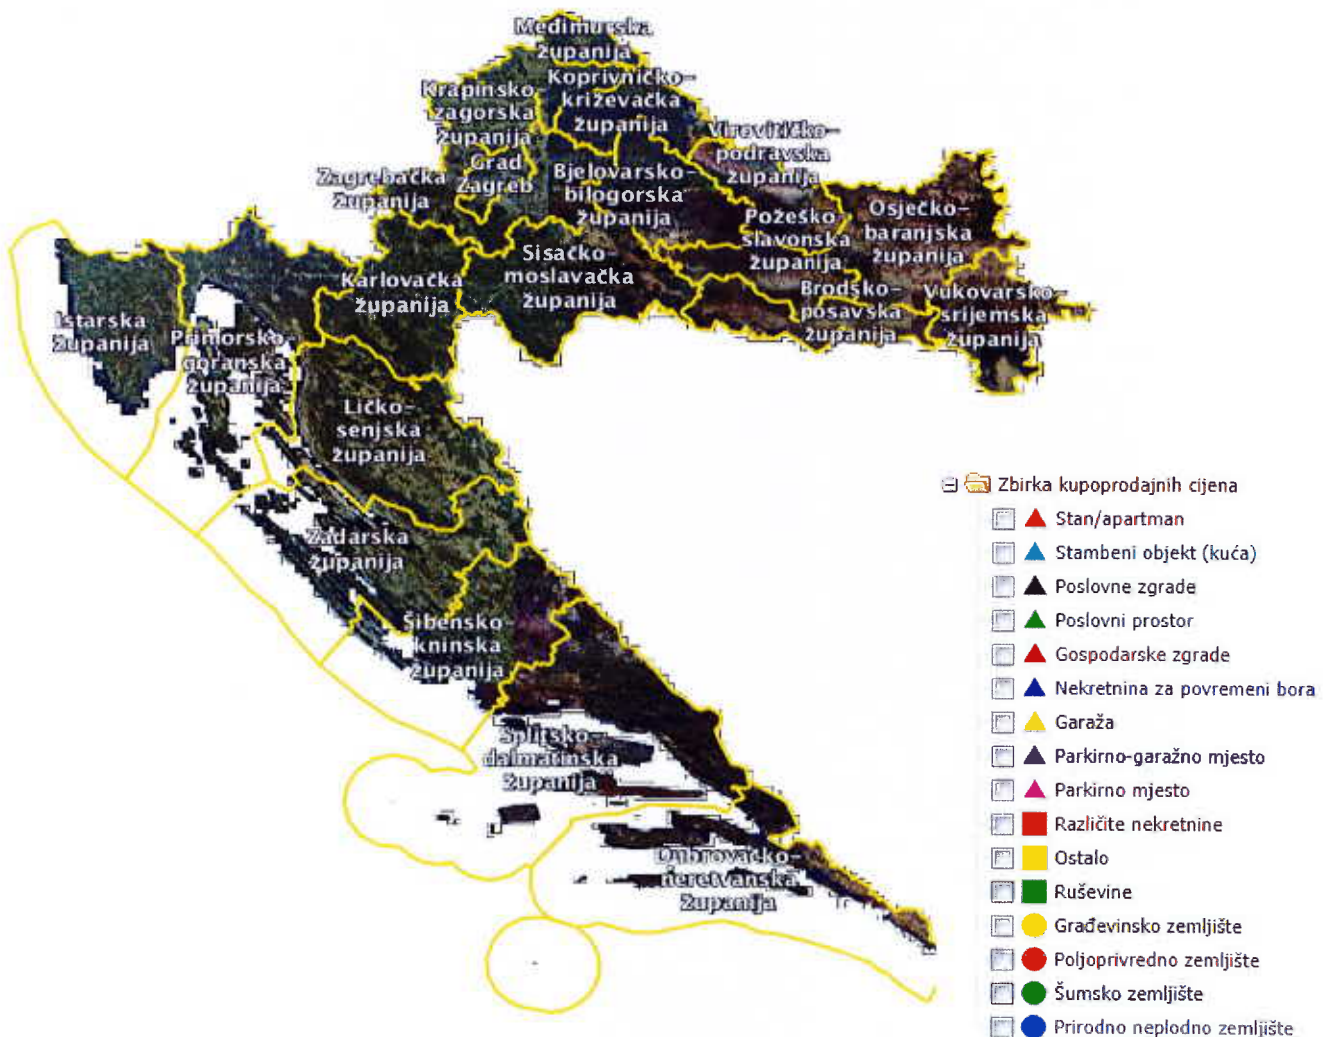 Međimurska
županija
Koprivničko-
križevačka
županija
Krapinsko
zagorska
županija
Virovitičko-
podravska
županija
Grad
Zagreb
Zagrebačka
županija
Bjelovarsko-
bilogorska
županija
Požeško
slavonska
županija
Osječko-
baranjska
županija
Sisačko-
moslavačka
županija
Karlovačka
županija
Brodsko-
posavska
županija
Vukovarsko-
srijemska
županija
Istarska
županija
Primorsko-
goranska
županija
Ličko-
senjska
županija
Zadarska
županija
Šibensko-
kninska
županija
Splitsko-
dalmatinska
županija
Dubrovačko-
neretvanska
županija
Zbirka kupoprodajnih cijena
Stan/apartman
Stambeni objekt (kuća)
Poslovne zgrade
Poslovni prostor
Gospodarske zgrade
Nekretnina za povremeni bora
Garaža
Parkirno-garažno mjesto
Parkirno mjesto
Različite nekretnine
Ostalo
Ruševine
Građevinsko zemljište
Poljoprivredno zemljište
Šumsko zemljište
Prirodno neplodno zemljište